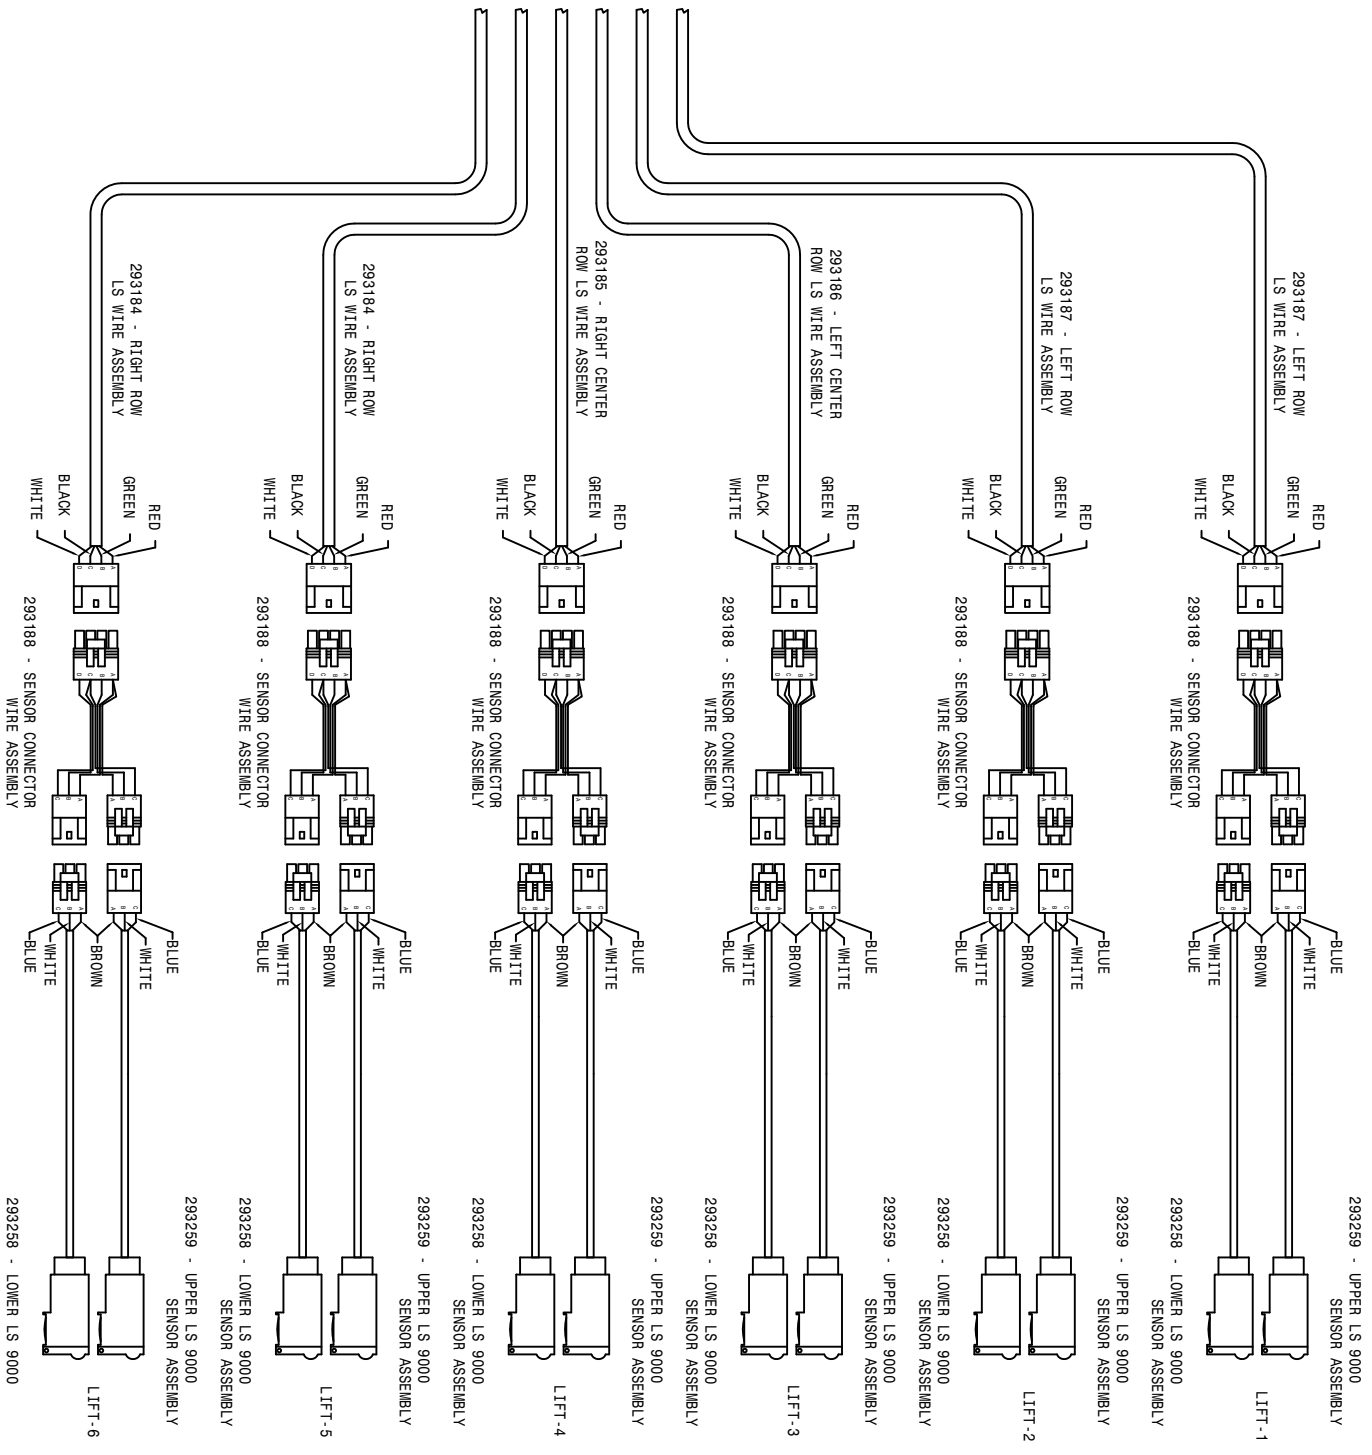 293187 - LEFT ROW
LS WIRE ASSEMBLY
RED
GREEN
BLACK
WHITE
A
B
C
D
A
B
C
D
293188 - SENSOR CONNECTOR
WIRE ASSEMBLY
C
B
A
A
B
C
C
B
A
A
B
C
BLUE
WHITE
BROWN
WHITE
BLUE
293259 - UPPER LS 9000
SENSOR ASSEMBLY
LIFT-1
293258 - LOWER LS 9000
SENSOR ASSEMBLY
293187 - LEFT ROW
LS WIRE ASSEMBLY
RED
GREEN
BLACK
WHITE
A
B
C
D
A
B
C
D
293188 - SENSOR CONNECTOR
WIRE ASSEMBLY
C
B
A
A
B
C
C
B
A
A
B
C
BLUE
WHITE
BROWN
WHITE
BLUE
293259 - UPPER LS 9000
SENSOR ASSEMBLY
LIFT-2
293258 - LOWER LS 9000
SENSOR ASSEMBLY
293186 - LEFT CENTER
ROW LS WIRE ASSEMBLY
RED
GREEN
BLACK
WHITE
A
B
C
D
A
B
C
D
293188 - SENSOR CONNECTOR
WIRE ASSEMBLY
C
B
A
A
B
C
C
B
A
A
B
C
BLUE
WHITE
BROWN
WHITE
BLUE
293259 - UPPER LS 9000
SENSOR ASSEMBLY
LIFT-3
293258 - LOWER LS 9000
SENSOR ASSEMBLY
293185 - RIGHT CENTER
ROW LS WIRE ASSEMBLY
RED
GREEN
BLACK
WHITE
A
B
C
D
A
B
C
D
293188 - SENSOR CONNECTOR
WIRE ASSEMBLY
C
B
A
A
B
C
C
B
A
A
B
C
BLUE
WHITE
BROWN
WHITE
BLUE
293259 - UPPER LS 9000
SENSOR ASSEMBLY
LIFT-4
293258 - LOWER LS 9000
SENSOR ASSEMBLY
293184 - RIGHT ROW
LS WIRE ASSEMBLY
RED
GREEN
BLACK
WHITE
A
B
C
D
A
B
C
D
293188 - SENSOR CONNECTOR
WIRE ASSEMBLY
C
B
A
A
B
C
C
B
A
A
B
C
BLUE
WHITE
BROWN
WHITE
BLUE
293259 - UPPER LS 9000
SENSOR ASSEMBLY
LIFT-5
293258 - LOWER LS 9000
SENSOR ASSEMBLY
293184 - RIGHT ROW
LS WIRE ASSEMBLY
RED
GREEN
BLACK
WHITE
A
B
C
D
A
B
C
D
293188 - SENSOR CONNECTOR
WIRE ASSEMBLY
C
B
A
A
B
C
C
B
A
A
B
C
BLUE
WHITE
BROWN
WHITE
BLUE
293259 - UPPER LS 9000
SENSOR ASSEMBLY
LIFT-6
293258 - LOWER LS 9000